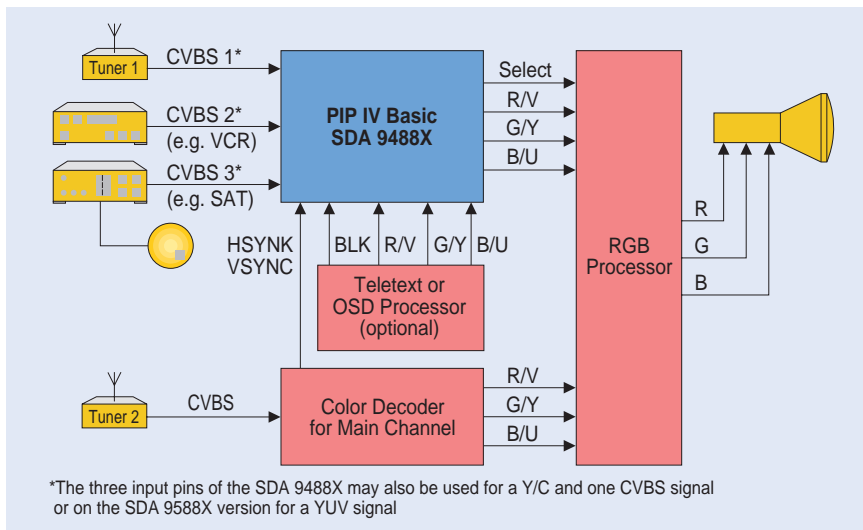 Tuner 1
CVBS 1*
CVBS 2*
(e.g. VCR)
CVBS 3*
(e.g. SAT)
PIP IV Basic
SDA 9488X
Select
R/V
G/Y
B/U
HSYNK
VSYNC
BLK
R/V
G/Y
B/U
Teletext or
OSD Processor
(optional)
RGB
Processor
R
G
B
Tuner 2
CVBS
Color Decoder
for Main Channel
R/V
G/Y
B/U
*The three input pins of the SDA 9488X may also be used for a Y/C and one CVBS signal
or on the SDA 9588X version for a YUV signal